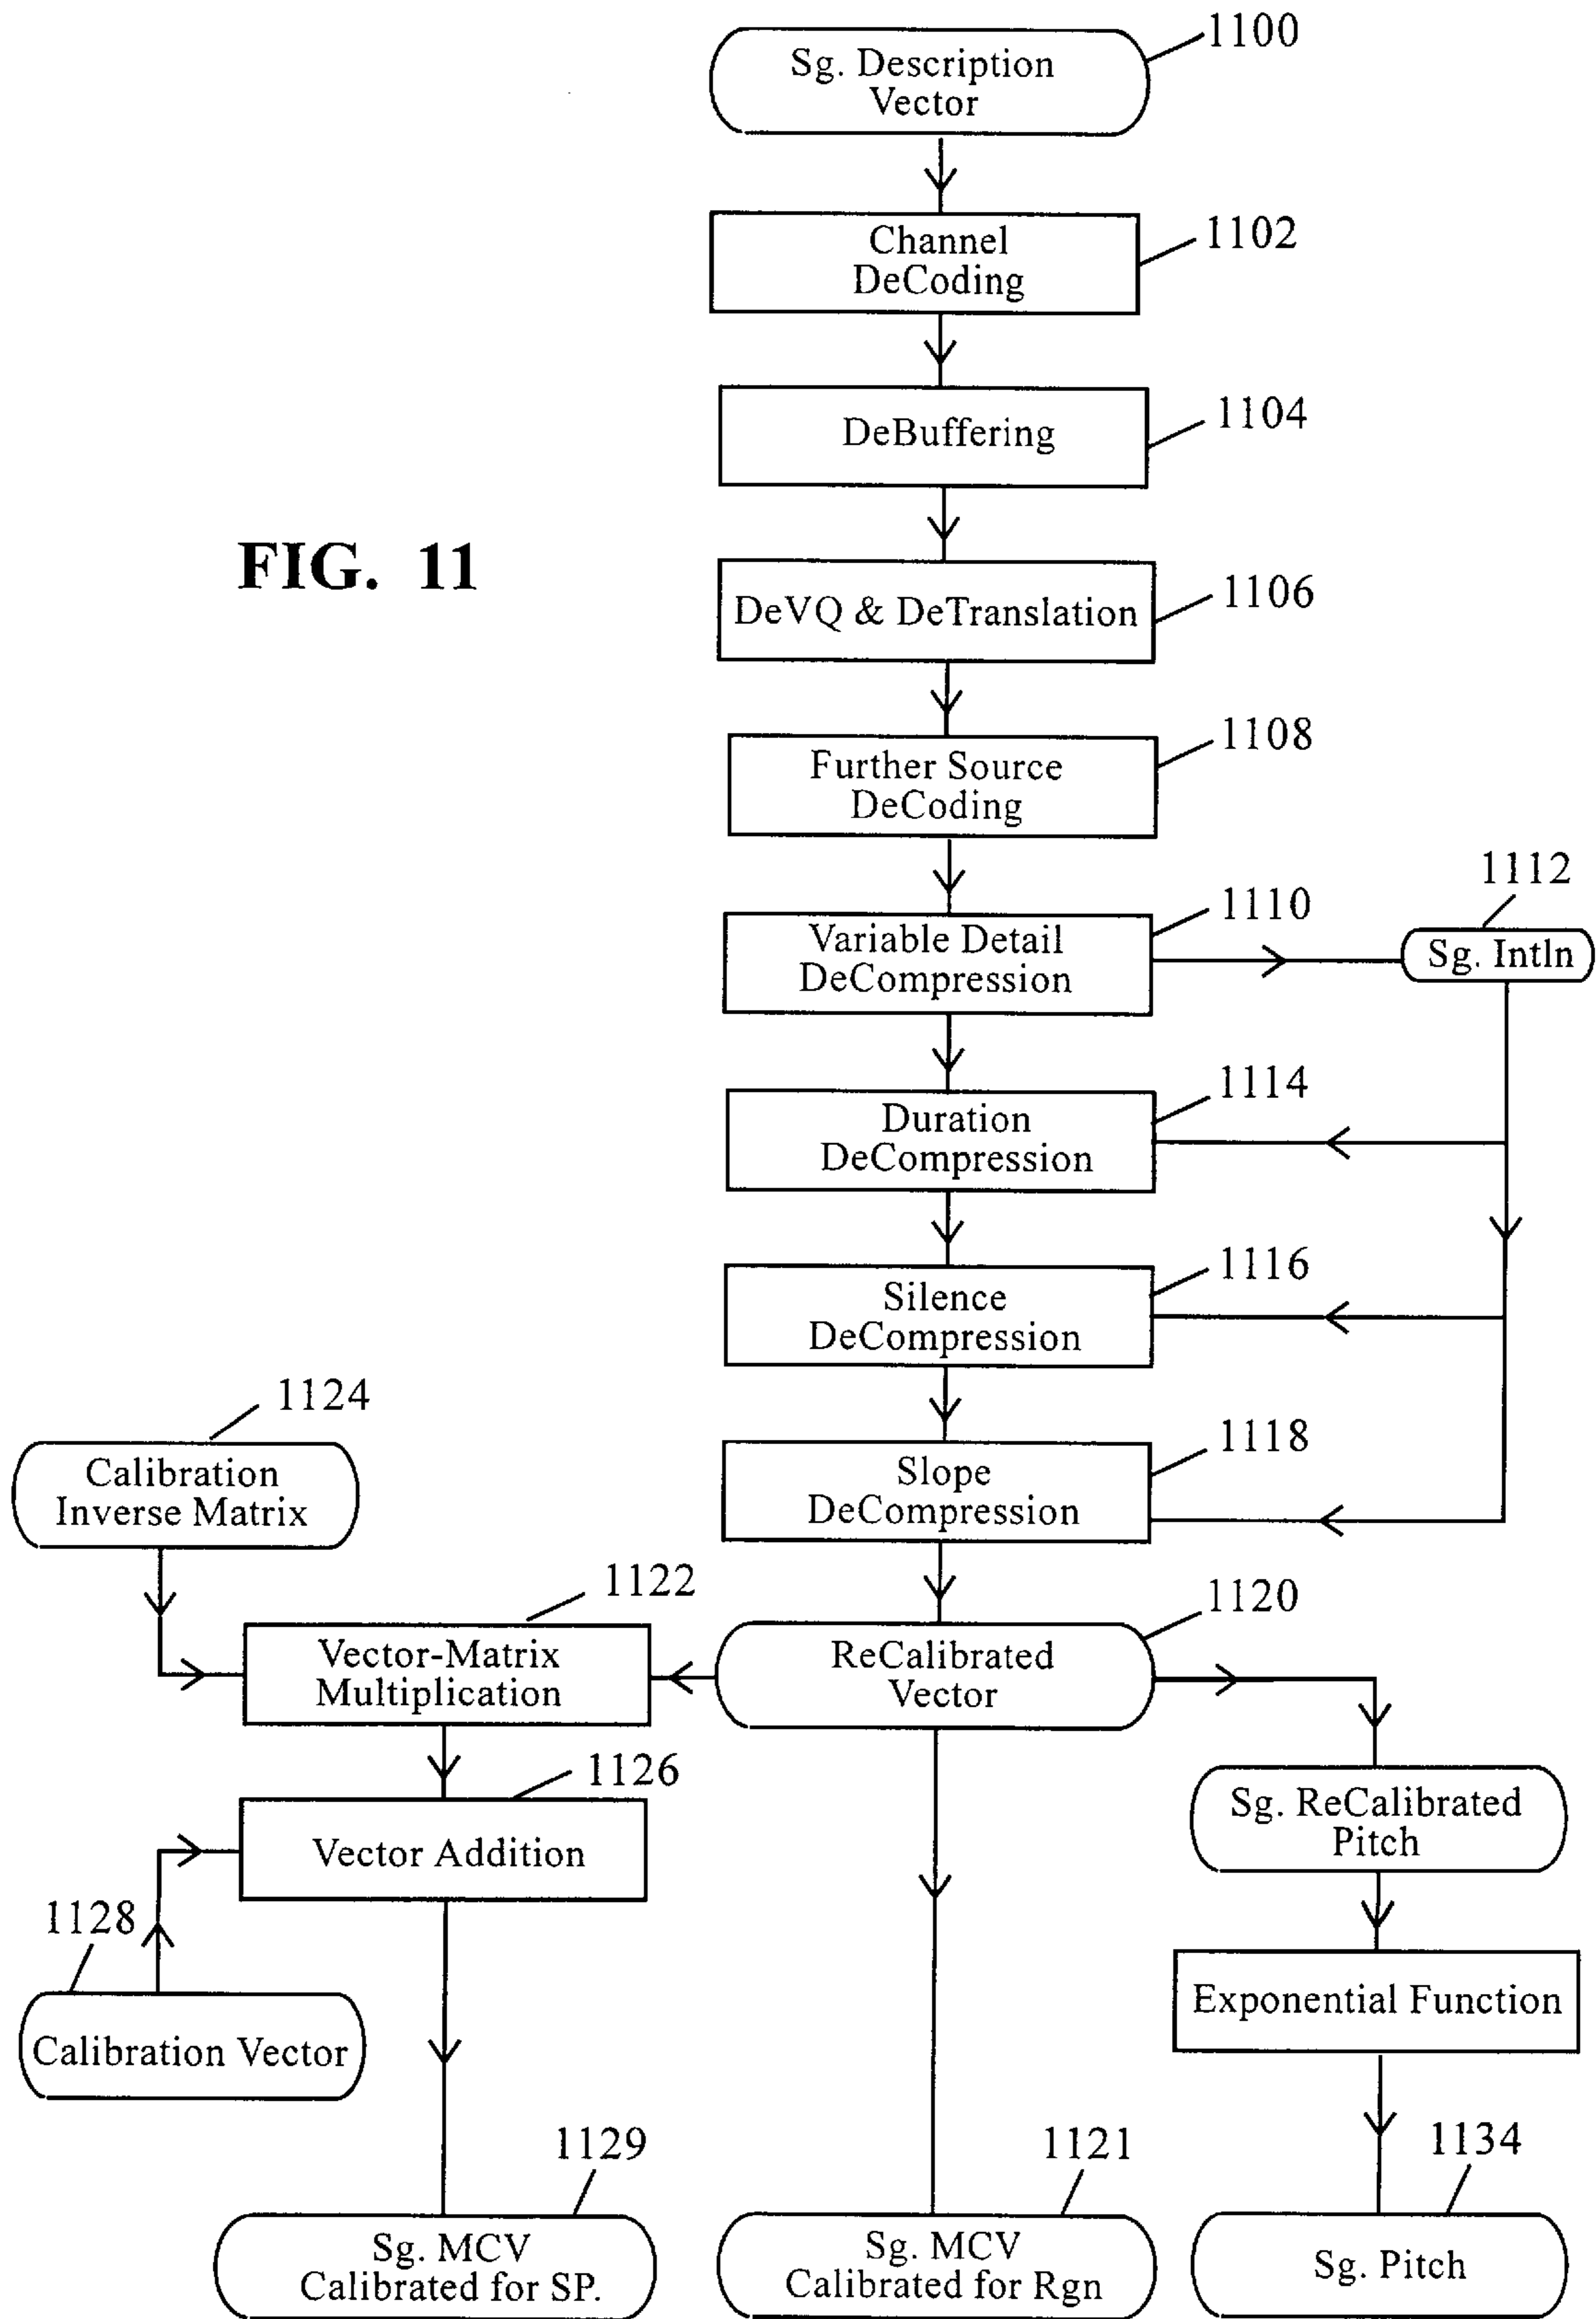 1100
Sg. Description
Vector
1102
Channel
DeCoding
1104
DeBuffering
FIG. 11
1106
DeVQ & DeTranslation
1108
Further Source
DeCoding
1112
1110
Variable Detail
DeCompression
Sg. Intln
1114
Duration
DeCompression
1116
Silence
DeCompression
1124
1118
Calibration
Inverse Matrix
Slope
DeCompression
1122
1120
Vector-Matrix
Multiplication
ReCalibrated
Vector
1126
Sg. ReCalibrated
Pitch
Vector Addition
1128
Exponential Function
Calibration Vector
1129
1121
1134
Sg. MCV
Calibrated for SP.
Sg. MCV
Calibrated for Rgn
Sg. Pitch